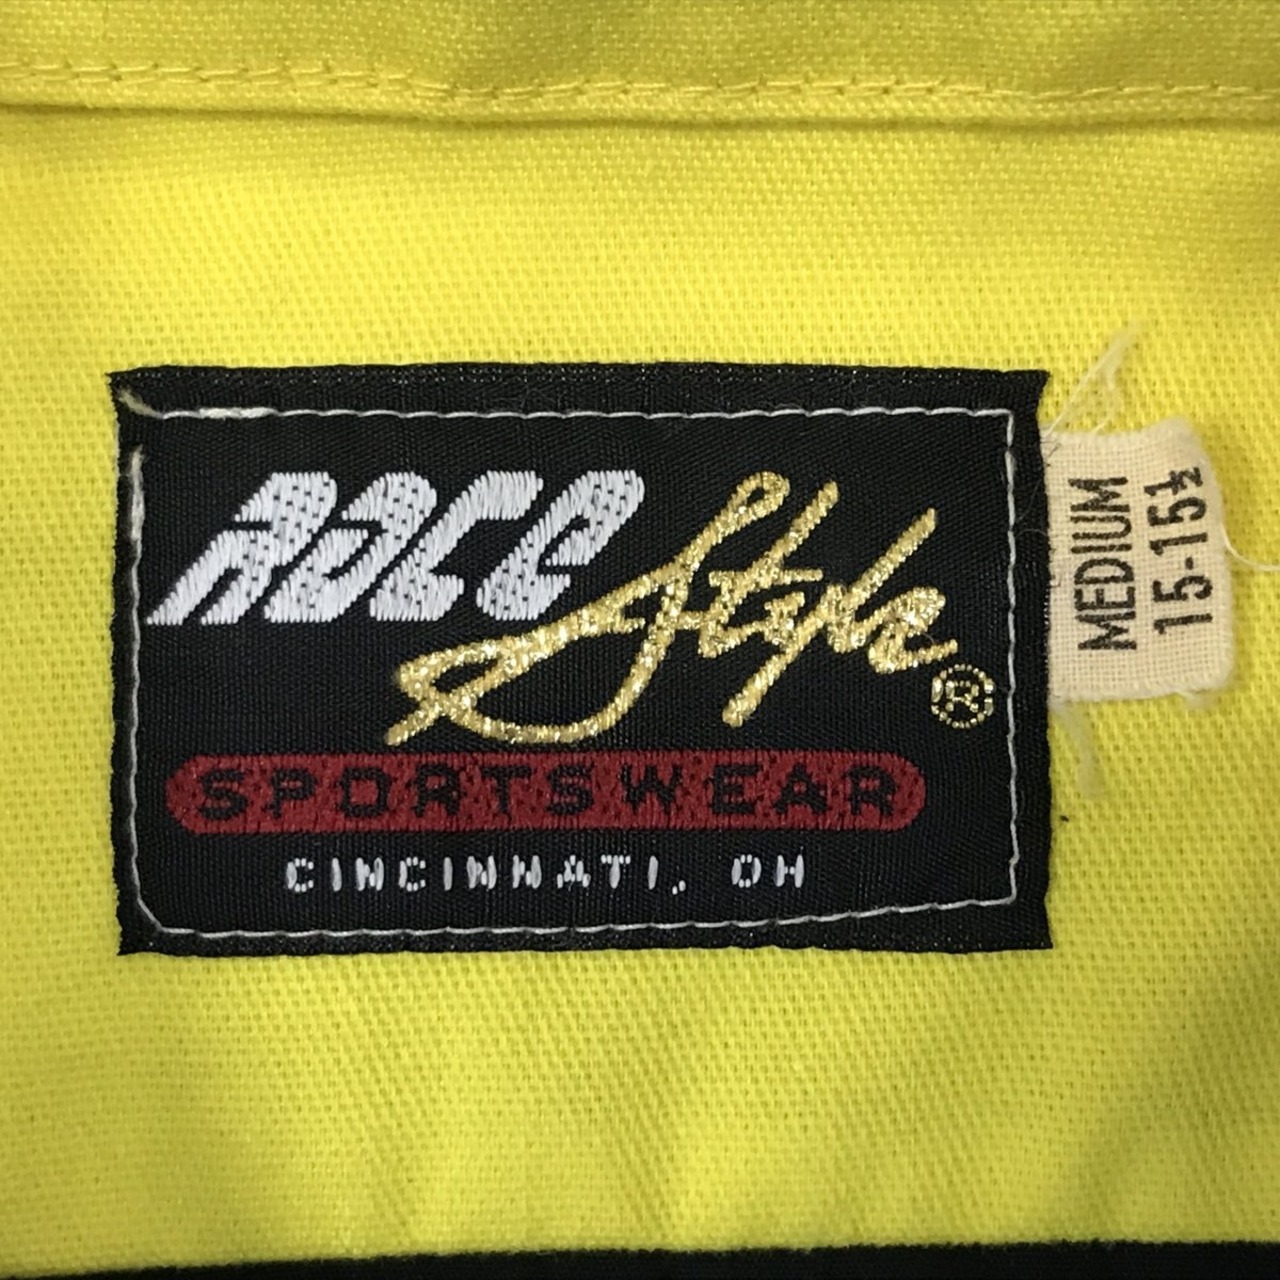 RACE Style®
SPORTSWEAR
CINCINNATI, OH
MEDIUM
15-15½